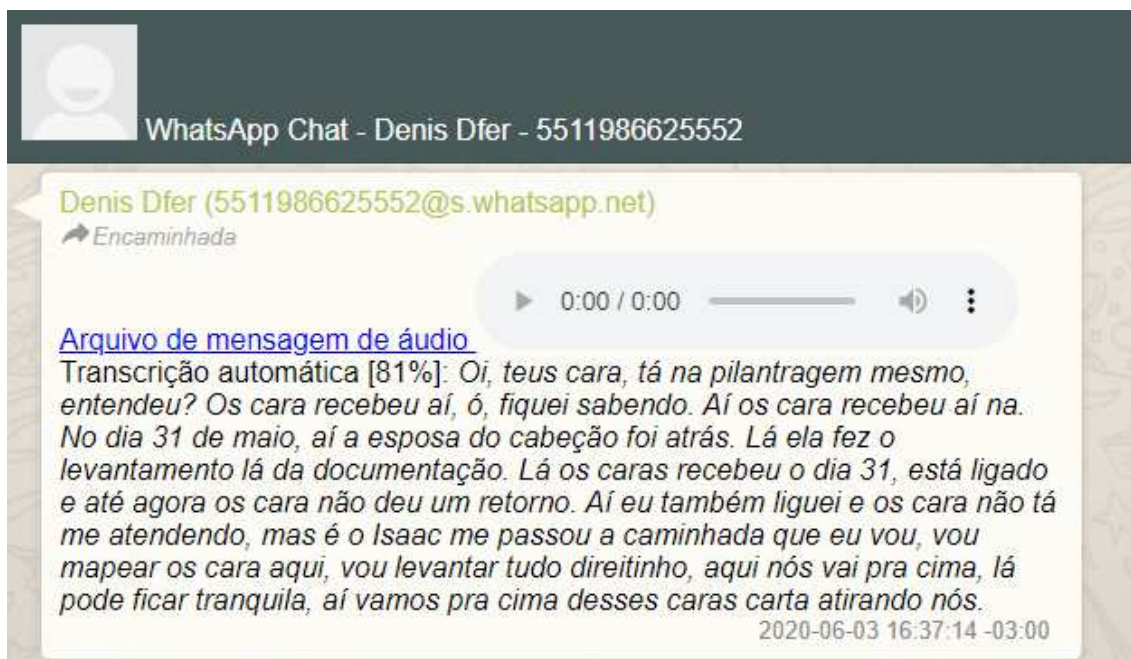 WhatsApp Chat - Denis Dfer - 5511986625552
Denis Dfer (5511986625552@s.whatsapp.net)
Encaminhada
0:00 / 0:00
Arquivo de mensagem de áudio
Transcrição automática [81%]: Oi, teus cara, tá na pilantragem mesmo,
entendeu? Os cara recebeu aí, ó, fiquei sabendo. Aí os cara recebeu aí na.
No dia 31 de maio, aí a esposa do cabeção foi atrás. Lá ela fez o
levantamento lá da documentação. Lá os caras recebeu o dia 31, está ligado
e até agora os cara não deu um retorno. Aí eu também liguei e os cara não tá
me atendendo, mas é o Isaac me passou a caminhada que eu vou, vou
mapear os cara aqui, vou levantar tudo direitinho, aqui nós vai pra cima, lá
pode ficar tranquila, aí vamos pra cima desses caras carta atirando nós.
2020-06-03 16:37:14 -03:00